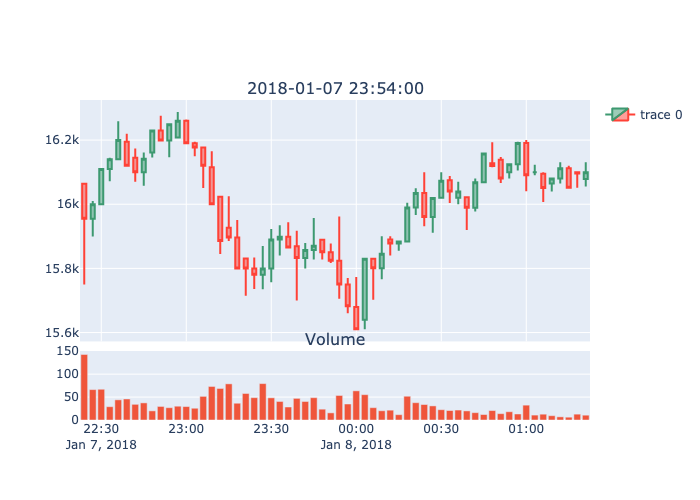 2018-01-07 23:54:00
trace 0
16.2k
16k
15.8k
15.6k
Volume
150
100
50
0
22:30 23:00 23:30 00:00 00:30 01:00
Jan 7, 2018 Jan 8, 2018